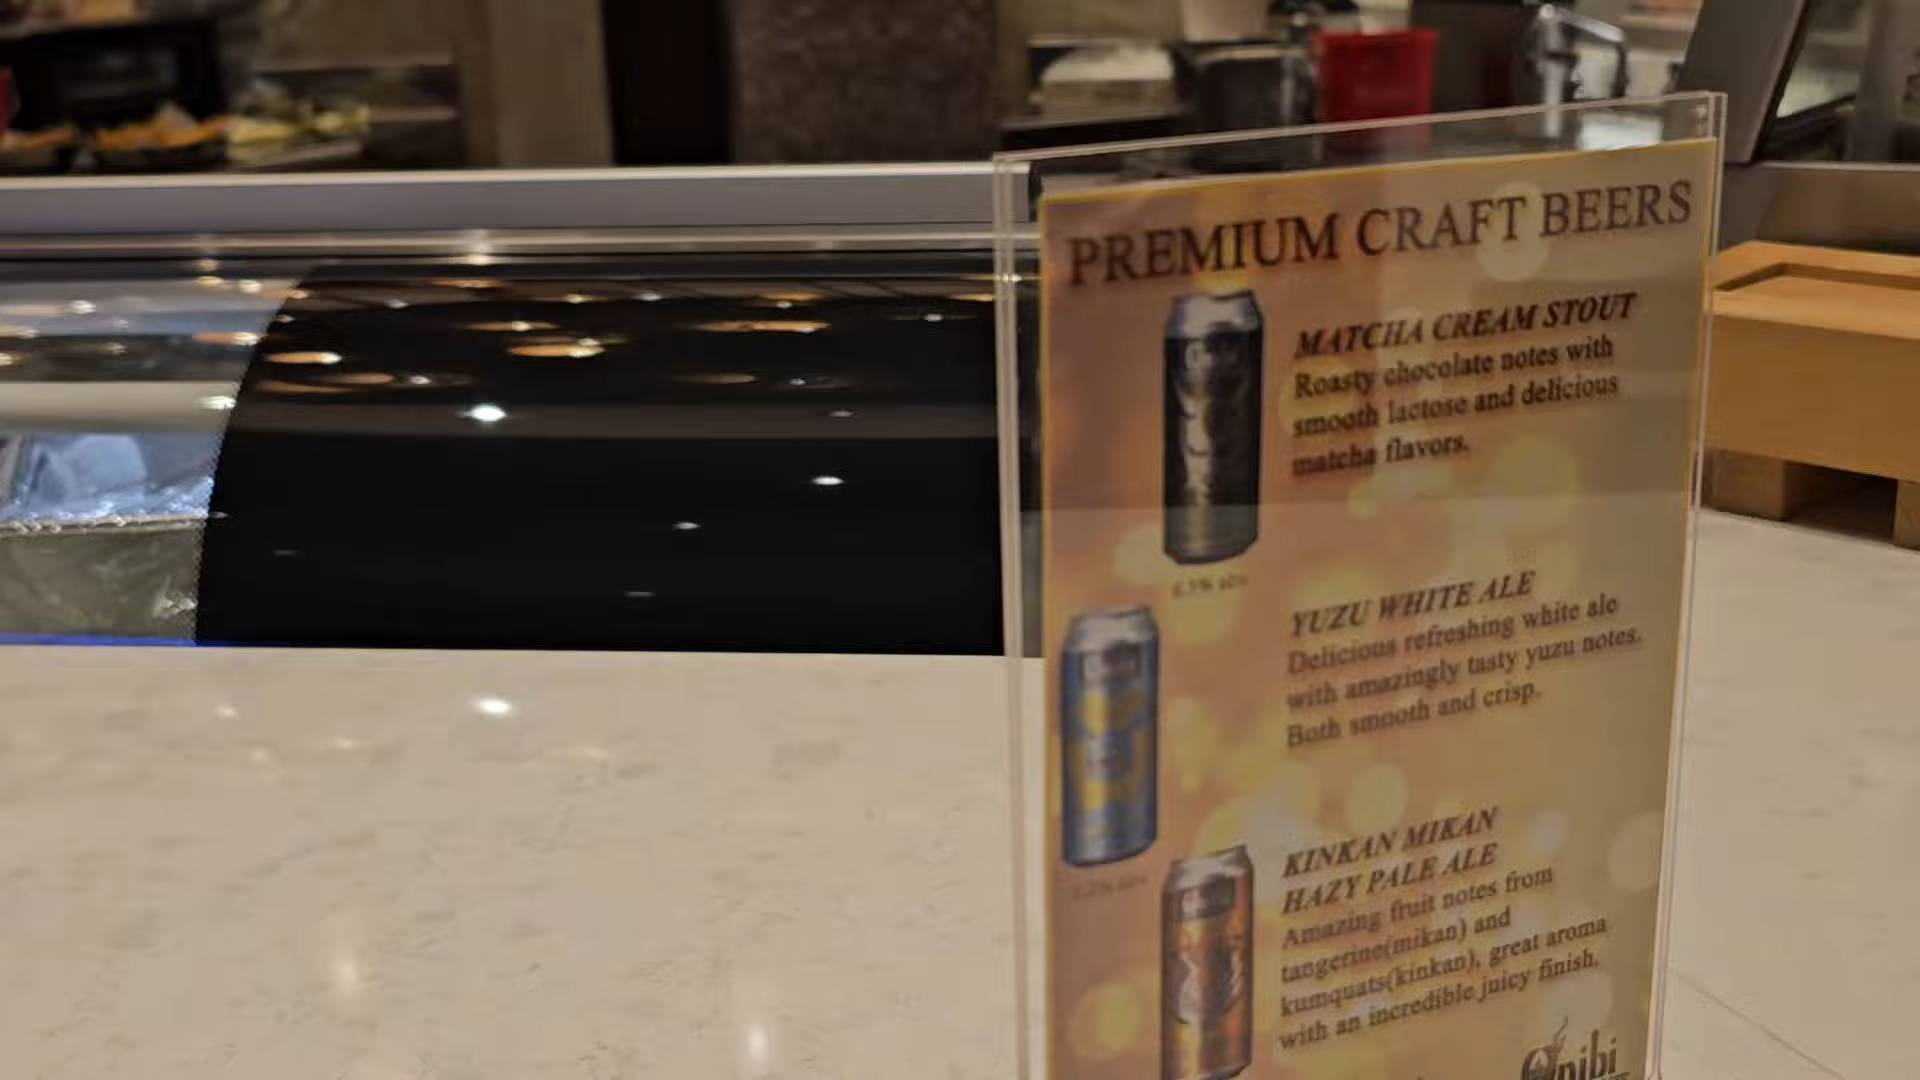 PREMIUM CRAFT BEERS
MATCHA CREAM STOUT
Roasty chocolate notes with
smooth lactose and delicious
matcha flavors.
YUZU WHITE ALE
Delicious refreshing white ale
with amazingly tasty yuzu notes.
Both smooth and crisp.
KINKAN MIKAN
HAZY PALE ALE
Amazing fruit notes from
tangerine(mikan) and
kumquats(kinkan), great aroma
with an incredible juicy finish.